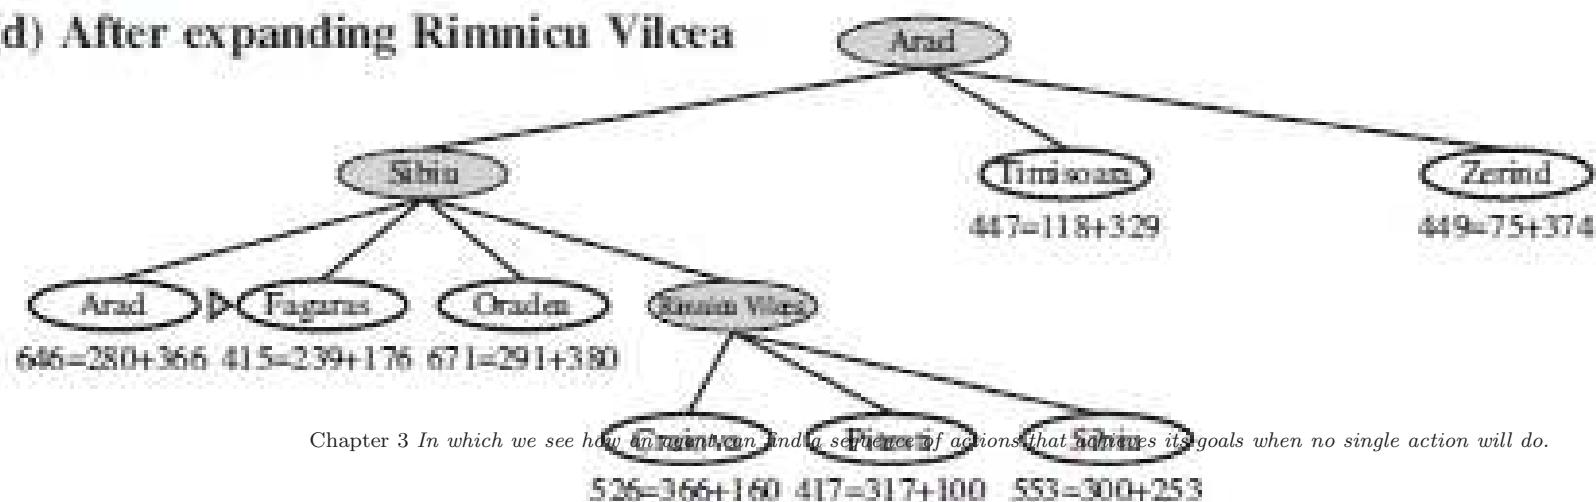 d) After expanding Rimnicu Vilcea
Arad
Sibiu
Timisoara
Zerind
447=118+329
449=75+374
Arad
Fagaras
Oradea
Rimnicu Vilcea
646=280+366
415=239+176
671=291+380
Chapter 3 In which we see how an agent can find a sequence of actions that achieves its goals when no single action will do.
Craiova
Pitesti
Sibiu
526=366+160
417=317+100
553=300+253